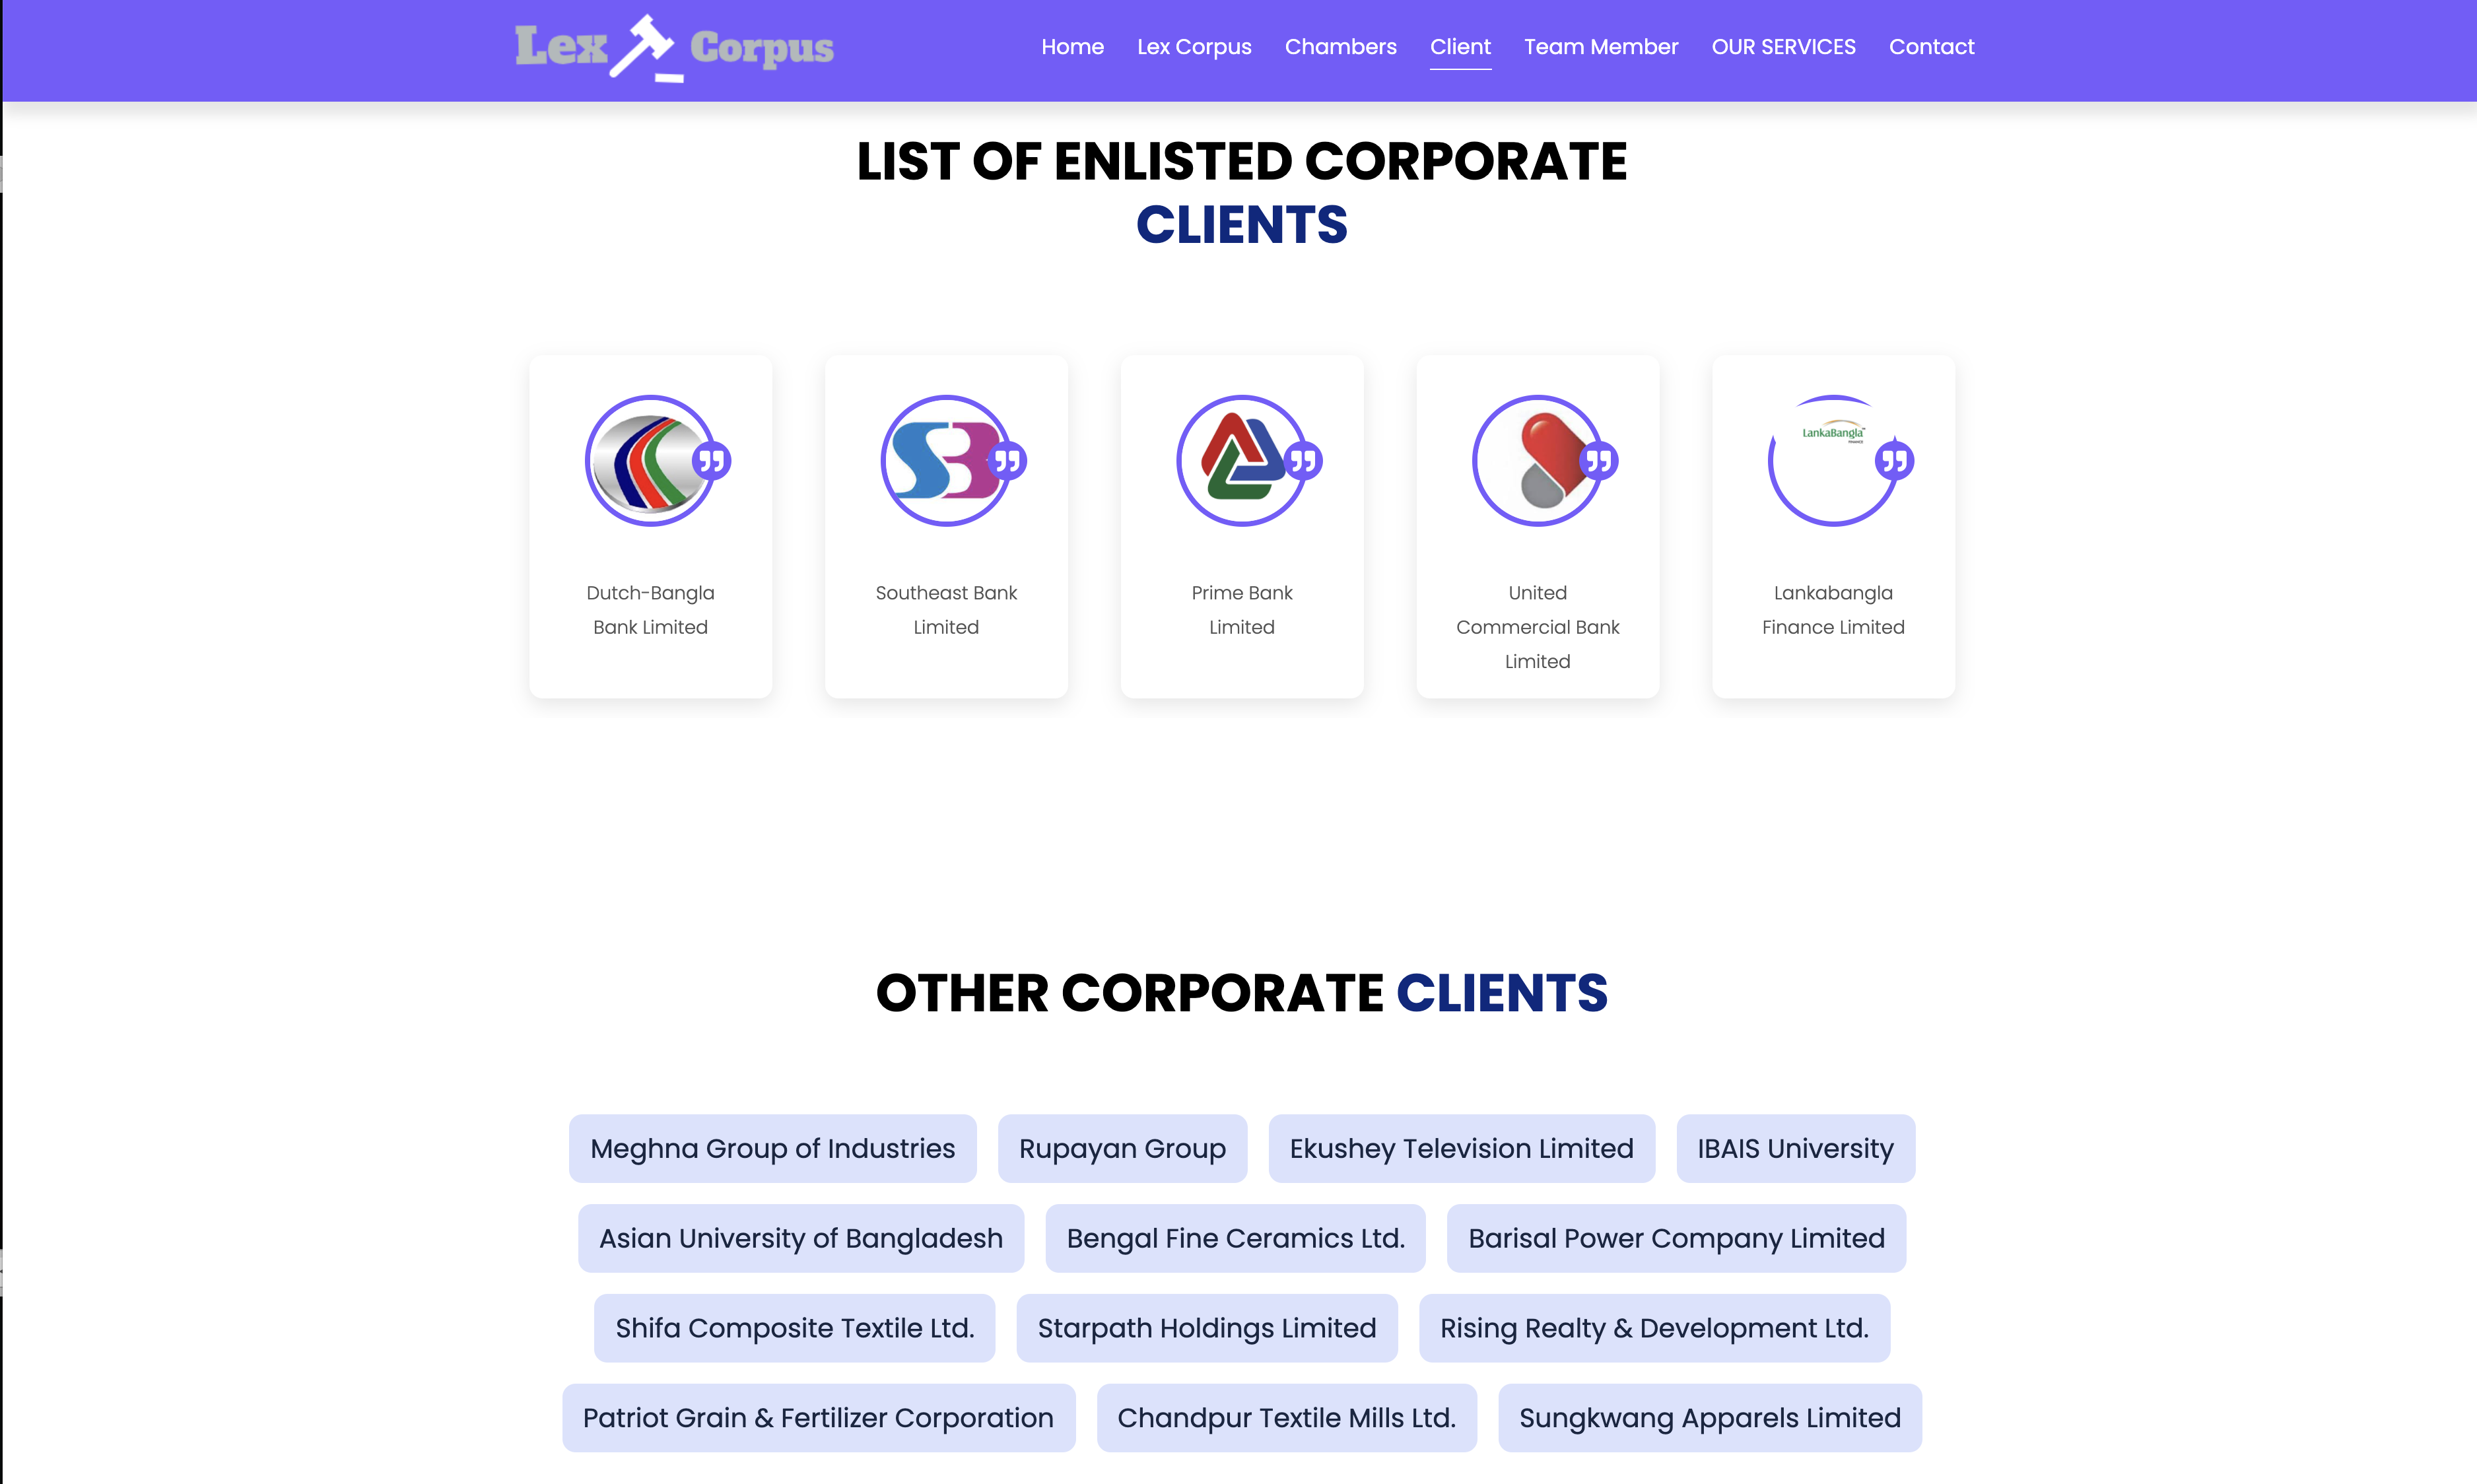 Lex Corpus
Home Lex Corpus Chambers Client Team Member OUR SERVICES Contact
LIST OF ENLISTED CORPORATE
CLIENTS
LankaBangla™
FINANCE
Dutch-Bangla
Bank Limited
Southeast Bank
Limited
Prime Bank
Limited
United
Commercial Bank
Limited
Lankabangla
Finance Limited
OTHER CORPORATE CLIENTS
Meghna Group of Industries
Rupayan Group
Ekushey Television Limited
IBAIS University
Asian University of Bangladesh
Bengal Fine Ceramics Ltd.
Barisal Power Company Limited
Shifa Composite Textile Ltd.
Starpath Holdings Limited
Rising Realty & Development Ltd.
Patriot Grain & Fertilizer Corporation
Chandpur Textile Mills Ltd.
Sungkwang Apparels Limited